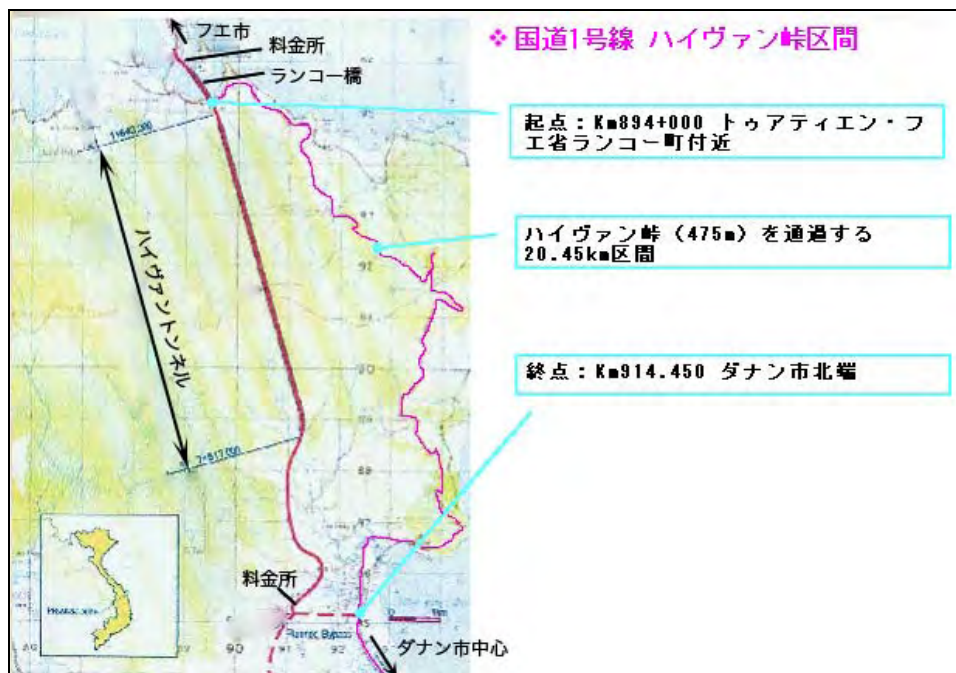 フエ市
料金所
ランコー橋
❖ 国道1号線 ハイヴァン峠区間
起点：Km894+000 トゥアティエン・フ
エ省ランコー町付近
ハイヴァン峠（475m）を通過する
20.45km区間
ハイヴァントンネル
終点：Km914.450 ダナン市北端
料金所
ダナン市中心
90
91
92
88